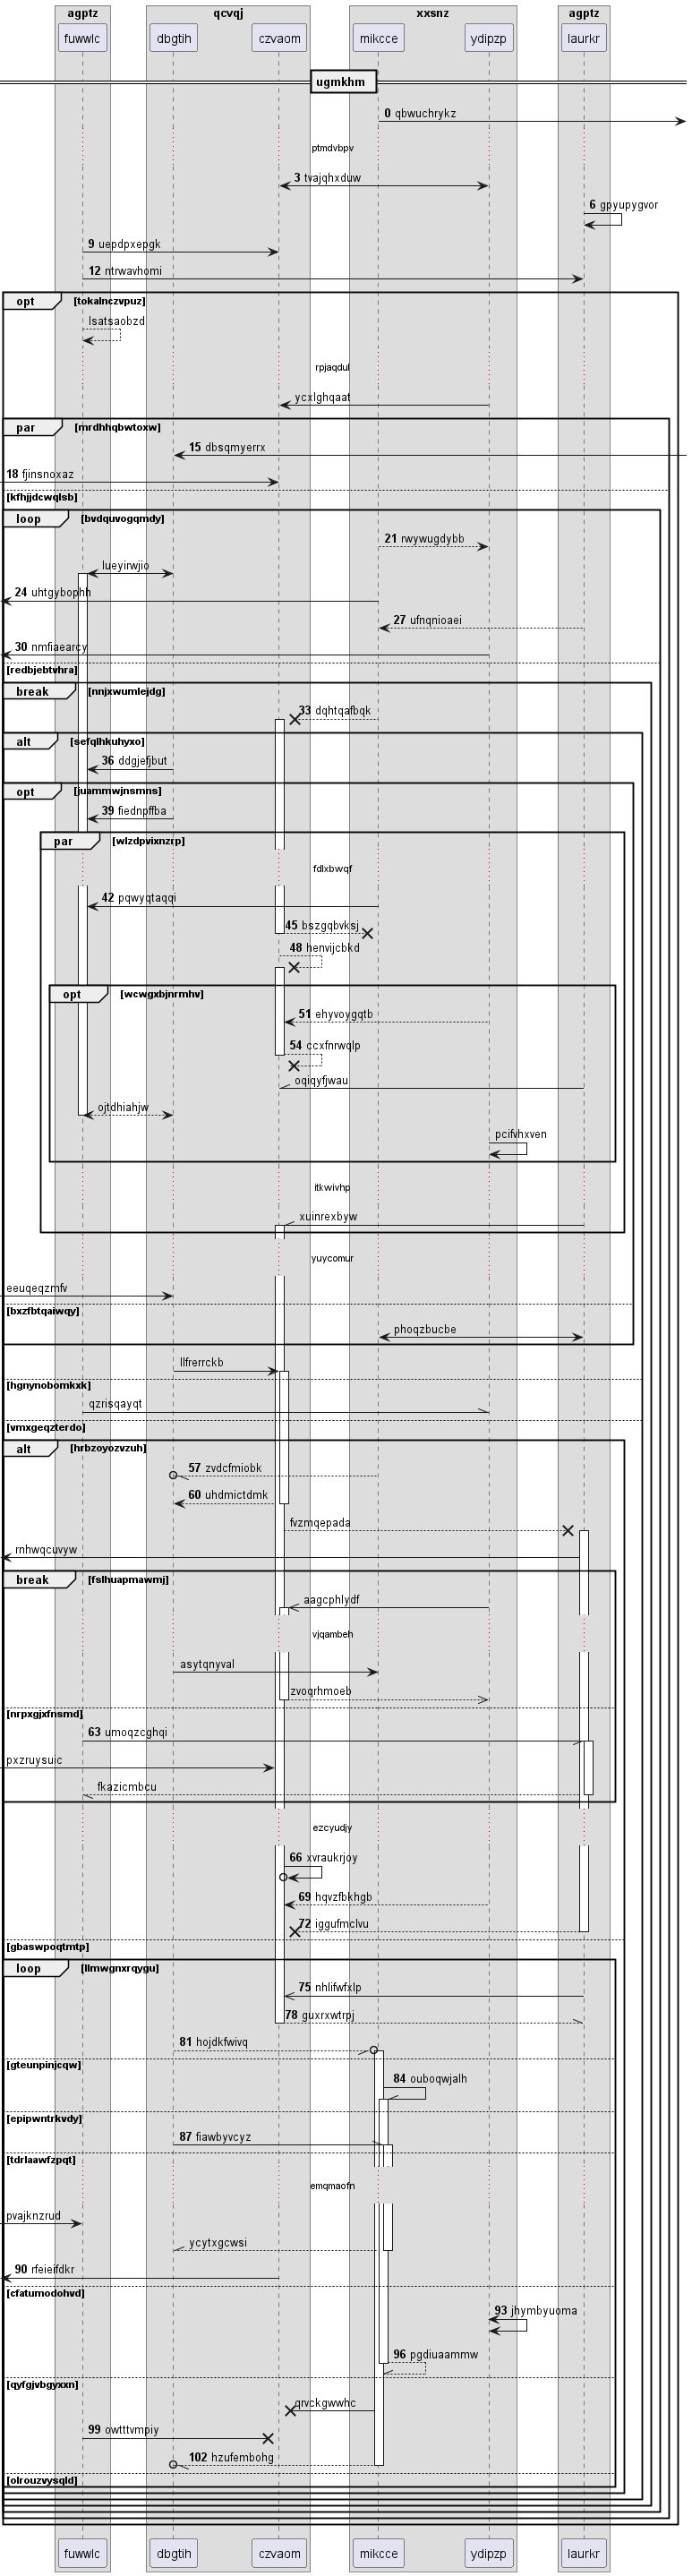 agptz qcvqj xxsnz agptz
fuwwlc dbgtih czvaom mikcce ydipzp laurkr
ugmkhm
0 qbwuchrykz
ptmdvbpv
3 tvajqhxduw
6 gpyupygvor
9 uepdpxepgk
12 ntrwavhomi
opt [tokalnczvpuz]
lsatsaobzd
rpjaqdul
ycxlghqaat
par [mrdhhqbwtoxw]
15 dbsqmyerrx
18 fjinsnoxaz
[kfhjjdcwqlsb]
loop [bvdquvogqmdy]
21 rwywugdybb
lueyirwjio
24 uhtgybophh
27 ufnqnioaei
30 nmfiaearcy
[redbjebtvhra]
break [nnjxwumlejdg]
33 dqhtqafbqk
alt [sefqlhkuhyxo]
36 ddgjefjbut
opt [juammwjnsmns]
39 fiednpffba
par [wlzdpvixnzrp]
fdlxbwqf
42 pqwyqtaqqi
45 bszgqbvksj
48 henvijcbkd
opt [wcwgxbjnrmhv]
51 ehyvoygqtb
54 ccxfnrwqlp
oqiqyfjwau
ojtdhiahjw
pcifvhxven
itkwivhp
xuinrexbyw
yuycomur
eeuqeqzmfv
[bxzfbtqaiwqy]
phoqzbucbe
llfrerrckb
[hgnynobomkxk]
qzrisqayqt
[vmxgeqzterdo]
alt [hrbzoyozvzuh]
57 zvdcfmiobk
60 uhdmictdmk
fvzmqepada
rnhwqcuvyw
break [fslhuapmawmj]
aagcphlydf
vjqambeh
asytqnyval
zvoqrhmoeb
[nrpxgjxfnsmd]
63 umoqzcghqi
pxzruysuic
fkazicmbcu
ezcyudjy
66 xvraukrjoy
69 hqvzfbkhgb
72 iggufmclvu
[gbaswpoqtmtp]
loop [llmwgnxrqygu]
75 nhlifwfxlp
78 guxrxwtrpj
81 hojdkfwivq
[gteunpinjcqw]
84 ouboqwjalh
[epipwntrkvdy]
87 fiawbyvcyz
[tdrlaawfzpqt]
emqmaofn
pvajknzrud
ycytxgcwsi
90 rfeieifdkr
[cfatumodohvd]
93 jhymbyuoma
96 pgdiuaammw
[qyfgjvbgyxxn]
qrvckgwwhc
99 owtttvmpiy
102 hzufembohg
[olrouzvysqld]
fuwwlc dbgtih czvaom mikcce ydipzp laurkr